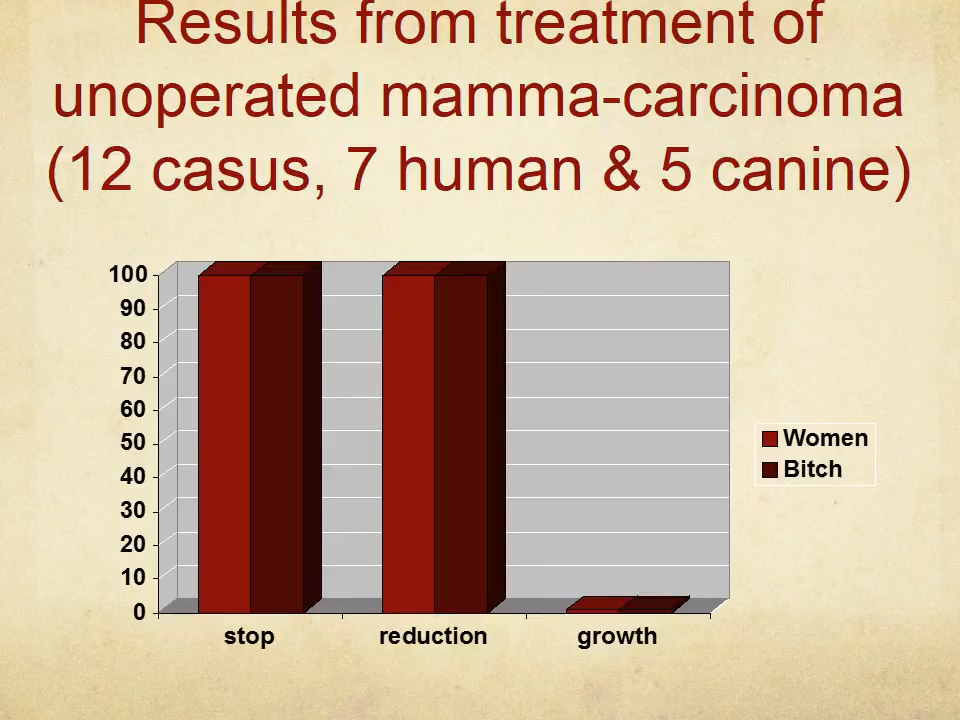 Results from treatment of
unoperated mamma-carcinoma
(12 casus, 7 human & 5 canine)
100
90
80
70
60
50
40
30
20
10
0
stop reduction growth
Women
Bitch